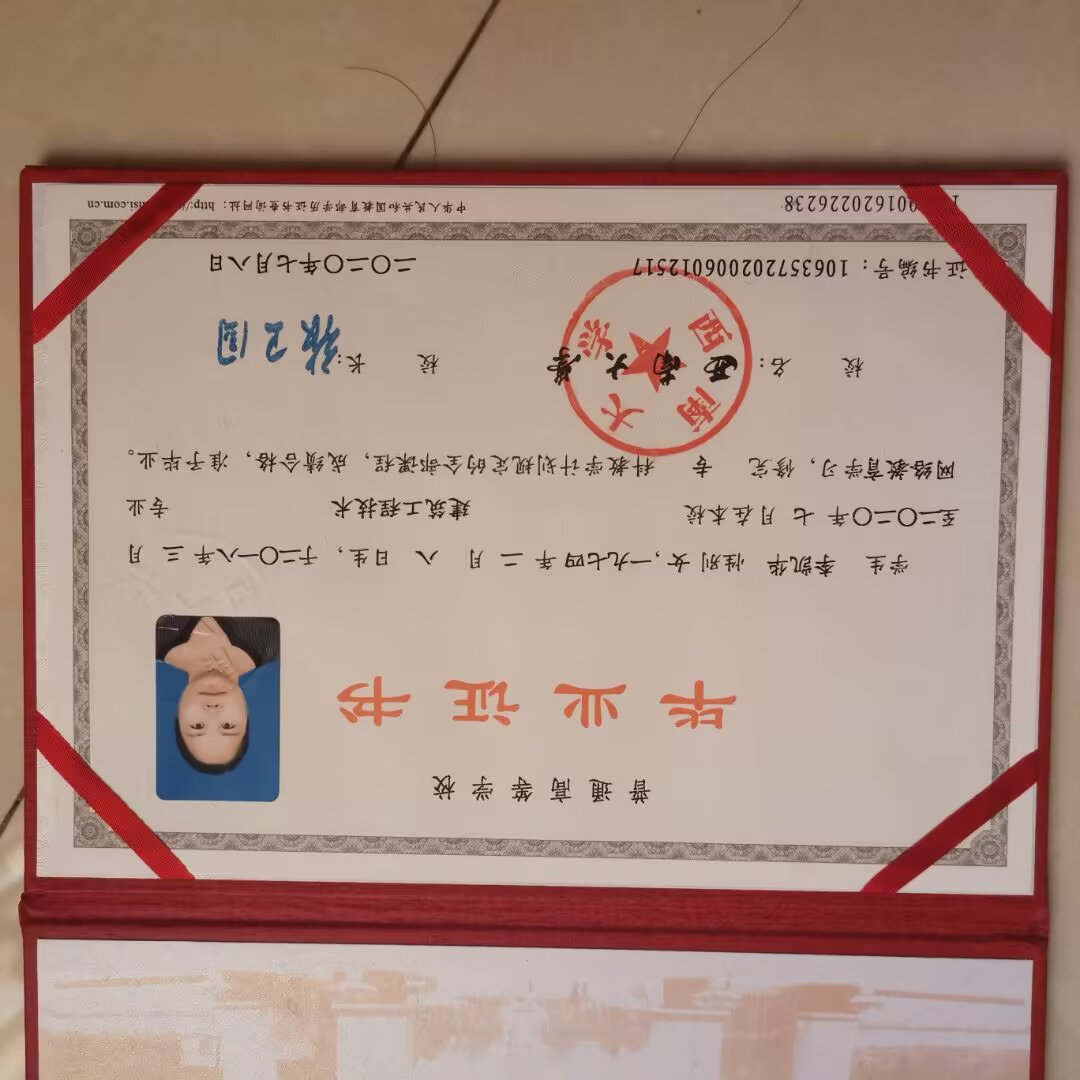 普通高等学校
毕业证书
学生 李凯华 性别 女，一九七四年 二 月 八 日生，于二〇一八年 三 月
至二〇二〇年 七 月在本校 建筑工程技术 专业
网络教育学习，修完 专 科教学计划规定的全部课程，成绩合格，准予毕业。
校 名： 西南大学 校 长：
西南大学
证书编号：106357202006012517 二〇二〇年七月八日
中华人民共和国教育部学历证书查询网址：